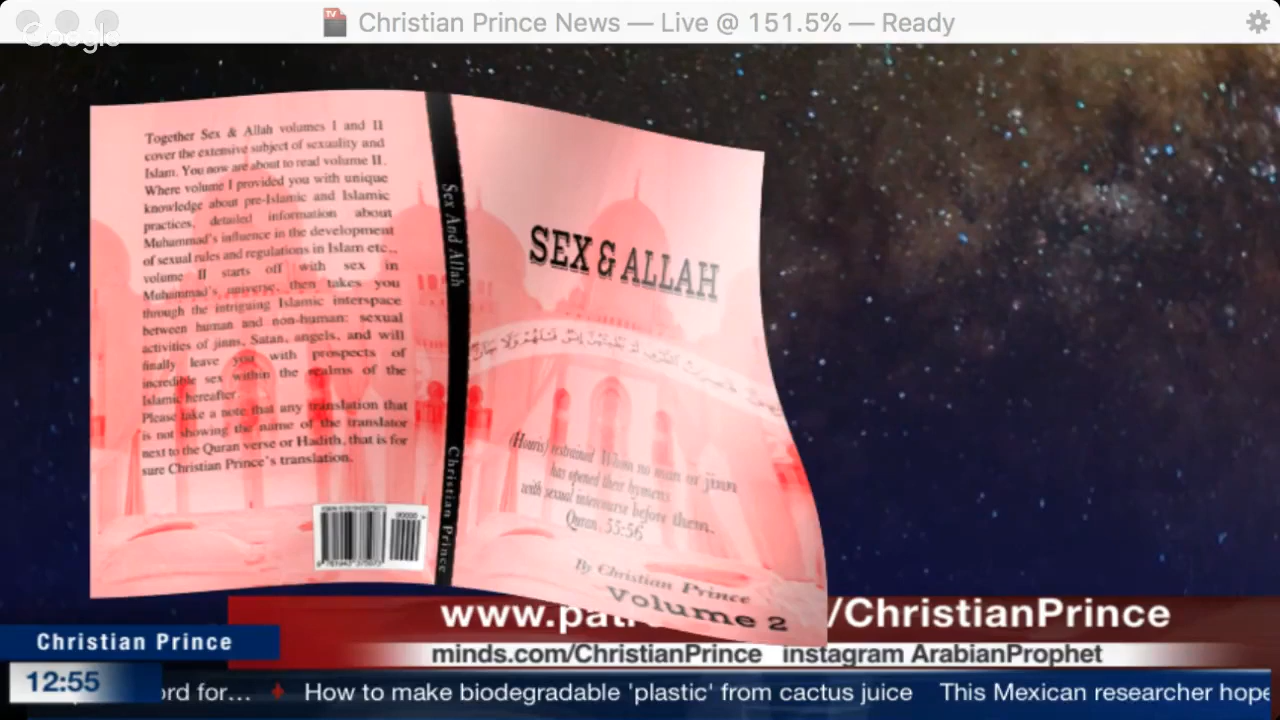 Christian Prince News — Live @ 151.5% — Ready
Google
Together Sex & Allah volumes I and II
cover the extensive subject of sexuality and
Islam. You now are about to read volume II.
Where volume I provided you with unique
knowledge about pre-Islamic and Islamic
practices, detailed information about
Muhammad's influence in the development
of sexual rules and regulations in Islam etc..,
volume II starts off with sex in
Muhammad's universe, then takes you
through the intriguing Islamic interspace
between human and non-human: sexual
activities of jinns, Satan, angels, and will
finally leave you with prospects of
incredible sex within the realms of the
Islamic hereafter
Please take a note that any translation that
is not showing the name of the translator
next to the Quran verse or Hadith, that is for
sure Christian Prince's translation.
Sex And Allah
Christian Prince
SEX & ALLAH
(Houris) restrained Whom no man or jinn
has opened their hymens
with sexual intercourse before them.
Quran 55:56
By Christian Prince
Volume 2
www.pat /ChristianPrince
minds.com/ChristianPrince instagram ArabianProphet
Christian Prince
12:55
ord for... How to make biodegradable 'plastic' from cactus juice This Mexican researcher hope